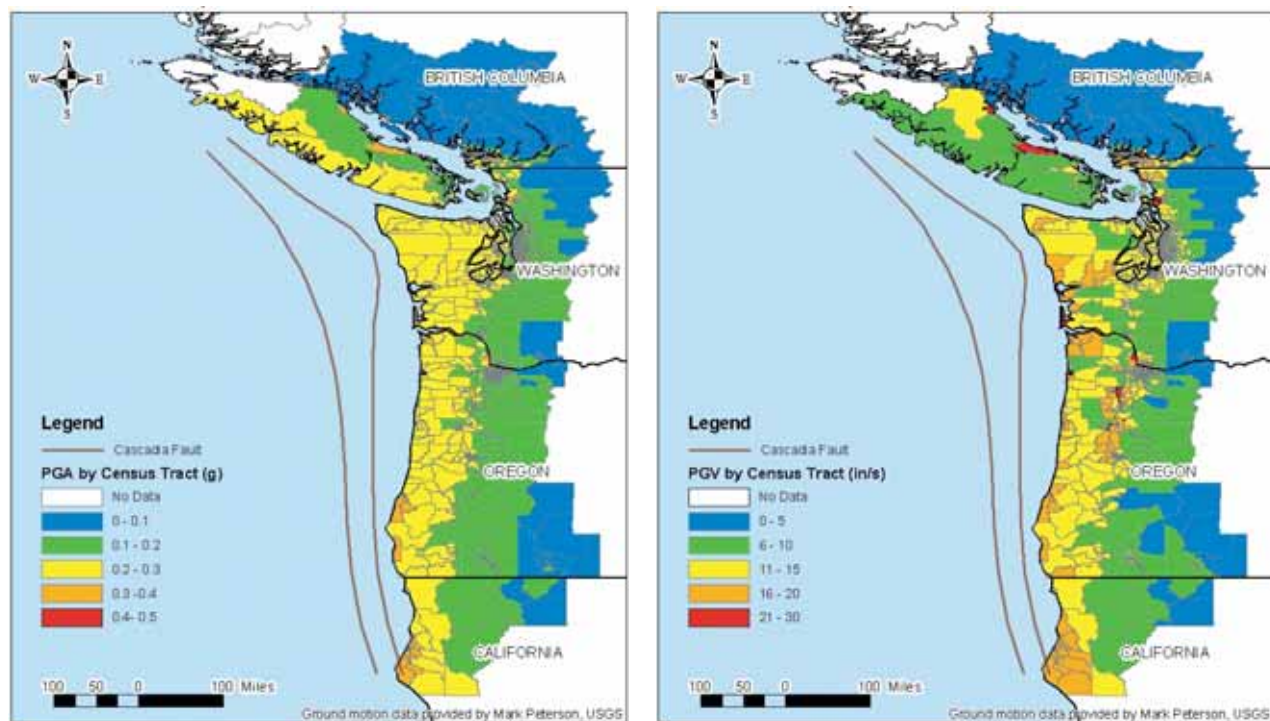 N
W E
S
BRITISH COLUMBIA
WASHINGTON
Legend
Cascadia Fault
PGA by Census Tract (g)
No Data
0 - 0.1
0.1 - 0.2
0.2 - 0.3
0.3 -0.4
0.4- 0.5
OREGON
CALIFORNIA
100 50 0 100 Miles
Ground motion data provided by Mark Peterson, USGS
N
W E
S
BRITISH COLUMBIA
WASHINGTON
Legend
Cascadia Fault
PGV by Census Tract (in/s)
No Data
0 - 5
6 - 10
11 - 15
16 - 20
21 - 30
OREGON
CALIFORNIA
100 50 0 100 Miles
Ground motion data provided by Mark Peterson, USGS